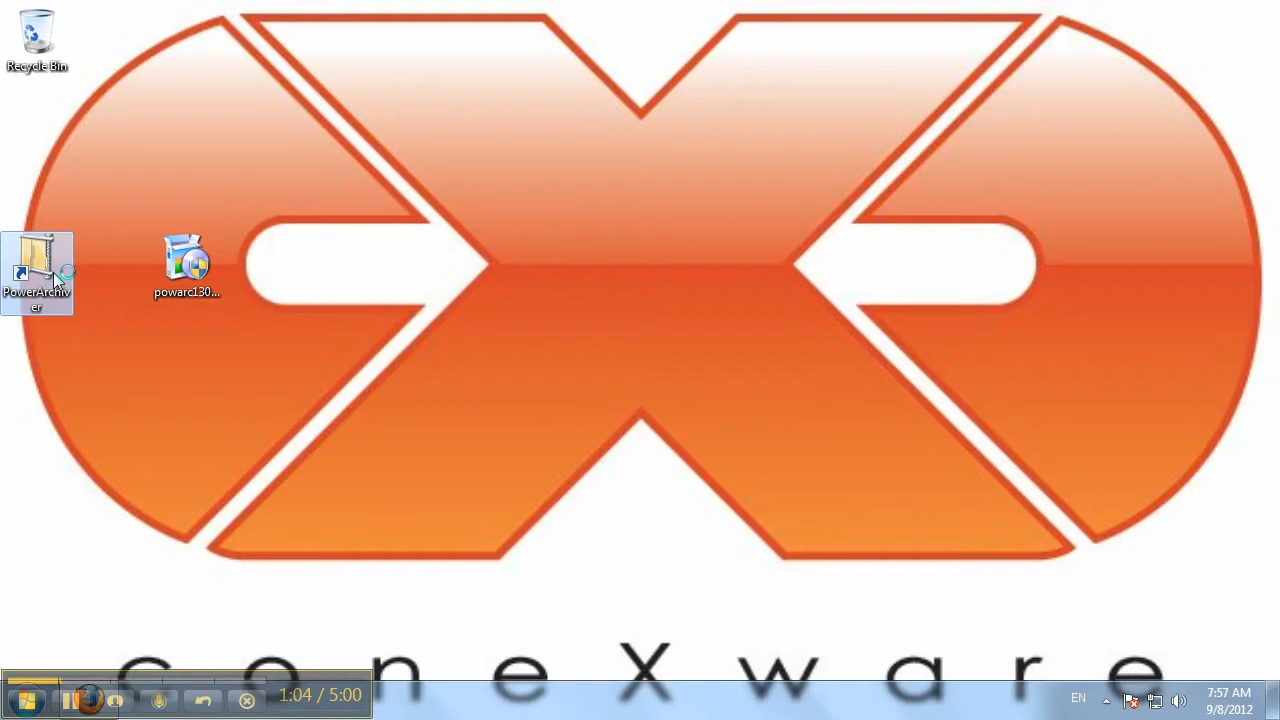 Recycle Bin
PowerArchiv
er
powarc130...
coneXware
1:04 / 5:00
EN
7:57 AM
9/8/2012